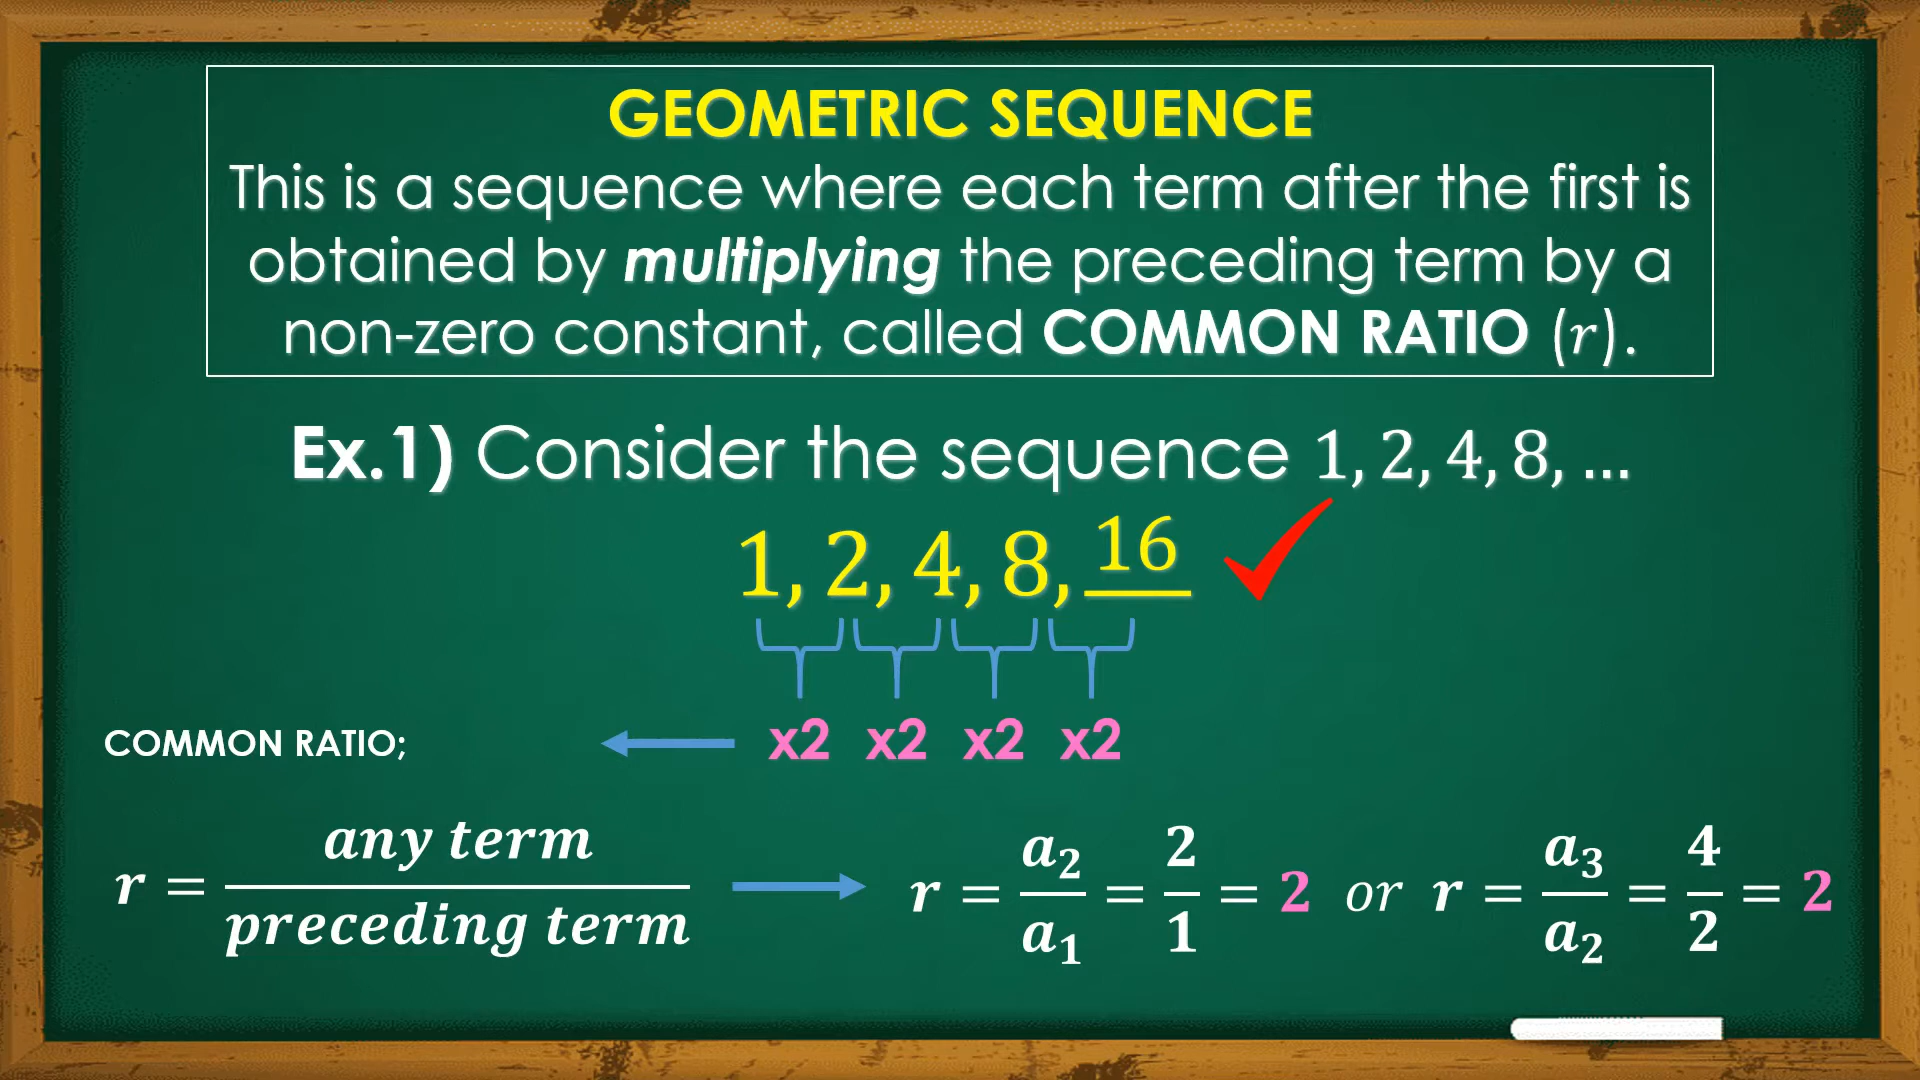 GEOMETRIC SEQUENCE
This is a sequence where each term after the first is
obtained by multiplying the preceding term by a
non-zero constant, called COMMON RATIO (r).
Ex.1) Consider the sequence 1, 2, 4, 8, ...
1, 2, 4, 8, 16
x2 x2 x2 x2
COMMON RATIO;
r = any term / preceding term
r = a₂/a₁ = 2/1 = 2 or r = a₃/a₂ = 4/2 = 2